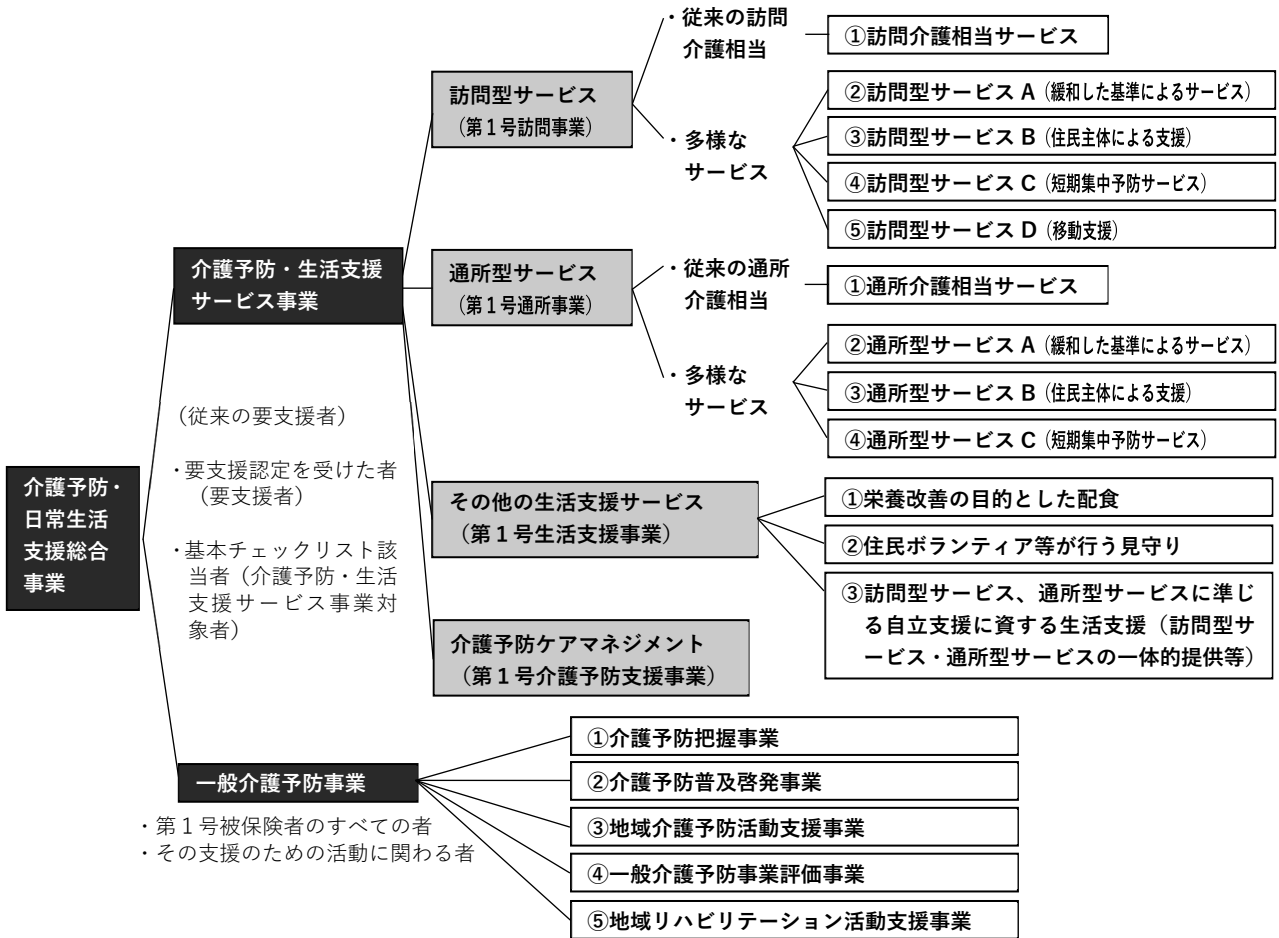 介護予防・
日常生活
支援総合
事業
介護予防・生活支援
サービス事業
（従来の要支援者）
・要支援認定を受けた者
（要支援者）
・基本チェックリスト該
当者（介護予防・生活
支援サービス事業対
象者）
訪問型サービス
（第１号訪問事業）
・従来の訪問
介護相当
①訪問介護相当サービス
・多様な
サービス
②訪問型サービス A（緩和した基準によるサービス）
③訪問型サービス B（住民主体による支援）
④訪問型サービス C（短期集中予防サービス）
⑤訪問型サービス D（移動支援）
通所型サービス
（第１号通所事業）
・従来の通所
介護相当
①通所介護相当サービス
・多様な
サービス
②通所型サービス A（緩和した基準によるサービス）
③通所型サービス B（住民主体による支援）
④通所型サービス C（短期集中予防サービス）
その他の生活支援サービス
（第１号生活支援事業）
①栄養改善の目的とした配食
②住民ボランティア等が行う見守り
③訪問型サービス、通所型サービスに準じ
る自立支援に資する生活支援（訪問型サ
ービス・通所型サービスの一体的提供等）
介護予防ケアマネジメント
（第１号介護予防支援事業）
一般介護予防事業
・第１号被保険者のすべての者
・その支援のための活動に関わる者
①介護予防把握事業
②介護予防普及啓発事業
③地域介護予防活動支援事業
④一般介護予防事業評価事業
⑤地域リハビリテーション活動支援事業